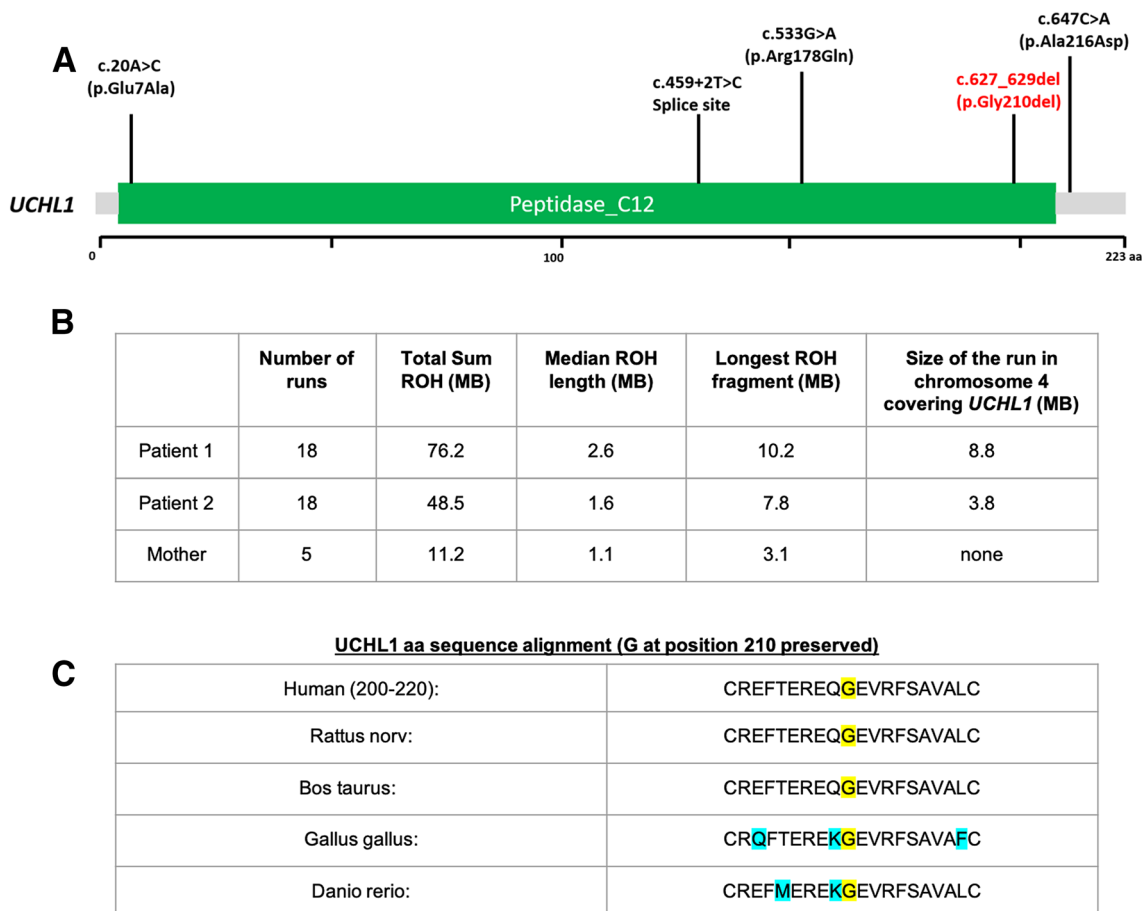 A
c.20A>C
(p.Glu7Ala)
c.459+2T>C
Splice site
c.533G>A
(p.Arg178Gln)
c.627_629del
(p.Gly210del)
c.647C>A
(p.Ala216Asp)
UCHL1
Peptidase_C12
0
100
223 aa
B
Number of runs
Total Sum ROH (MB)
Median ROH length (MB)
Longest ROH fragment (MB)
Size of the run in chromosome 4 covering UCHL1 (MB)
Patient 1 18 76.2 2.6 10.2 8.8
Patient 2 18 48.5 1.6 7.8 3.8
Mother 5 11.2 1.1 3.1 none
UCHL1 aa sequence alignment (G at position 210 preserved)
C
Human (200-220): CREFTEREQGEVRFSAVALC
Rattus norv: CREFTEREQGEVRFSAVALC
Bos taurus: CREFTEREQGEVRFSAVALC
Gallus gallus: CRQFTEREKGEVRFSAVAFC
Danio rerio: CREFMEREKGEVRFSAVALC